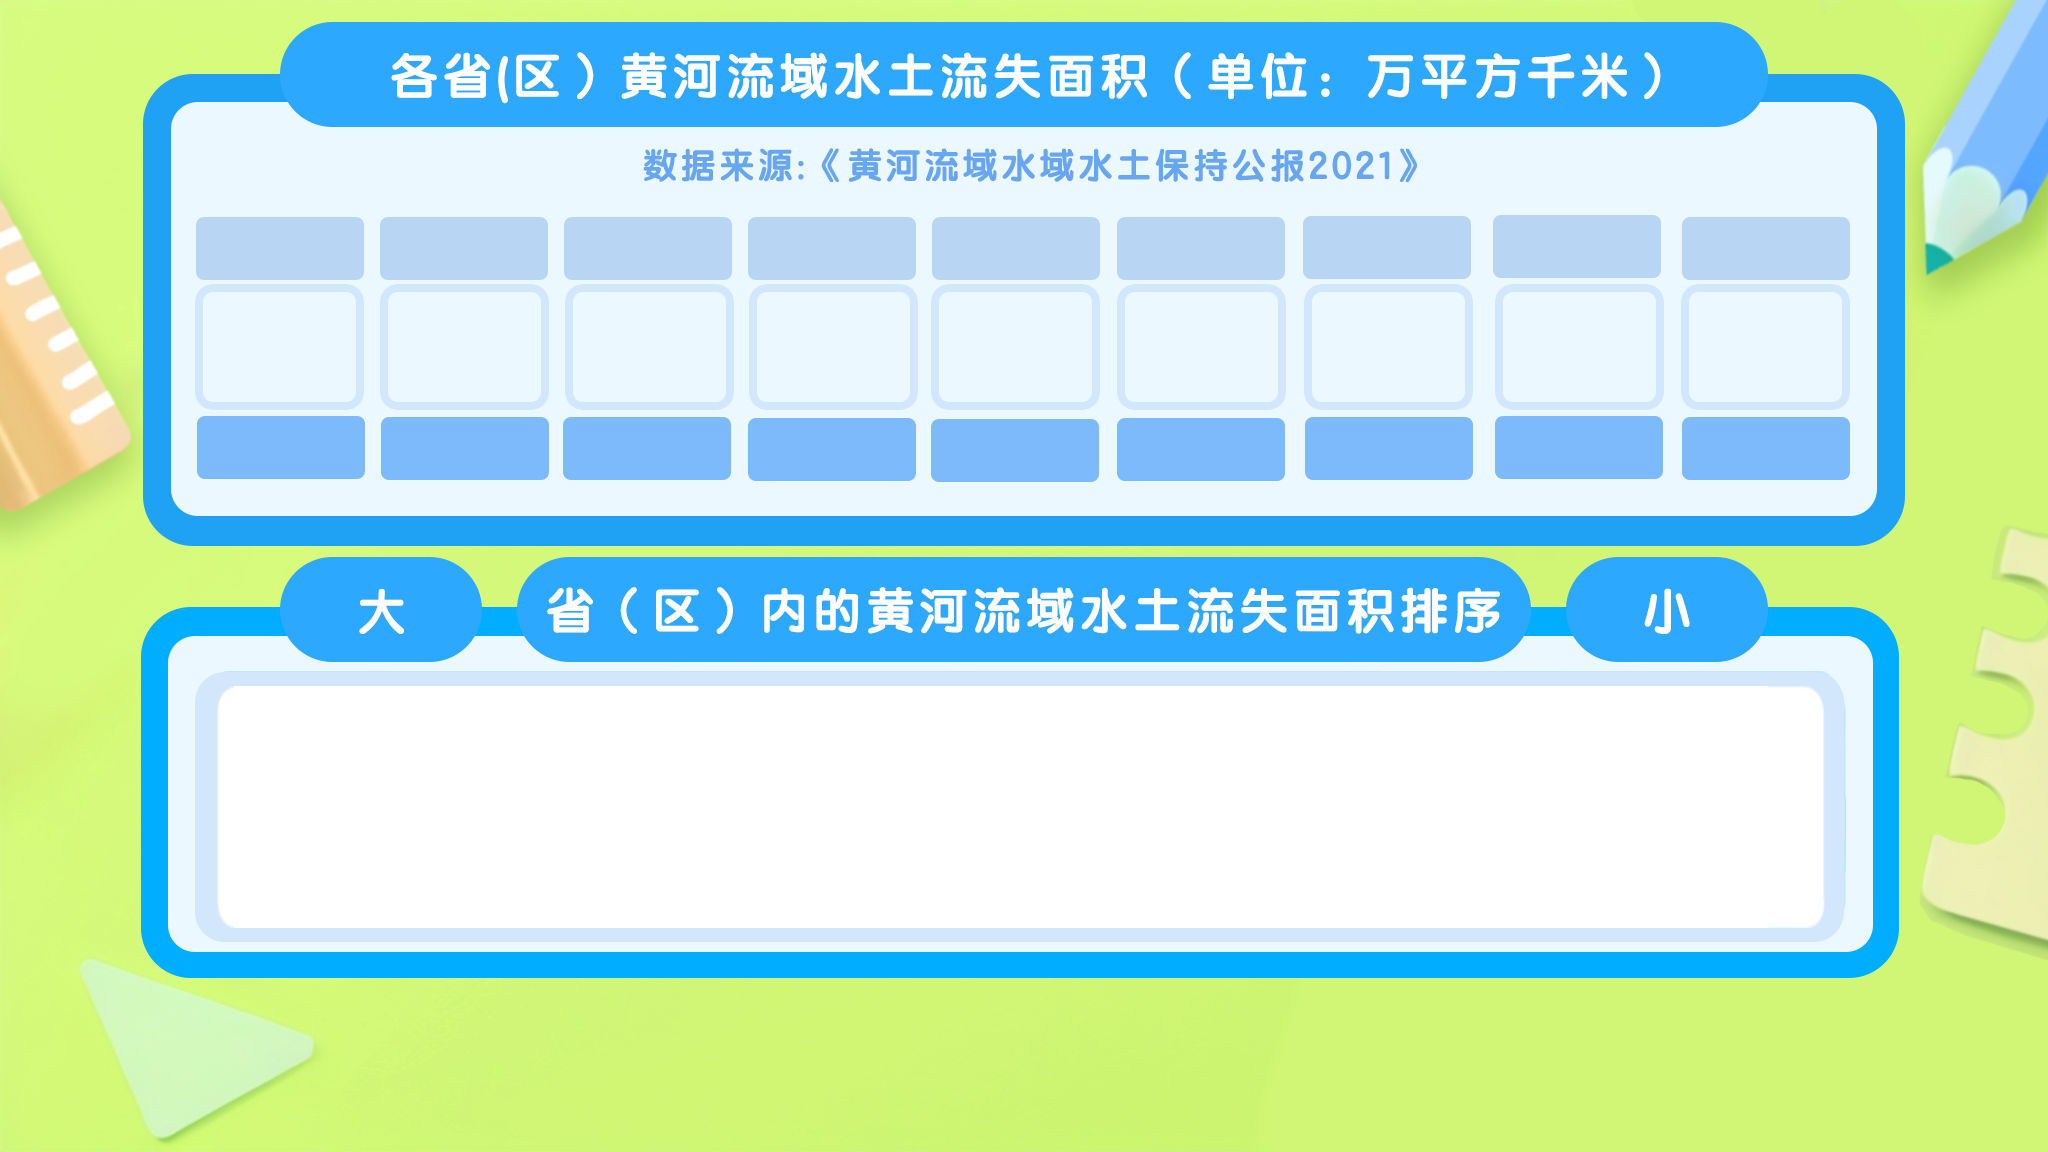 各省(区）黄河流域水土流失面积（单位：万平方千米）
数据来源:《黄河流域水域水土保持公报2021》
大
省（区）内的黄河流域水土流失面积排序
小